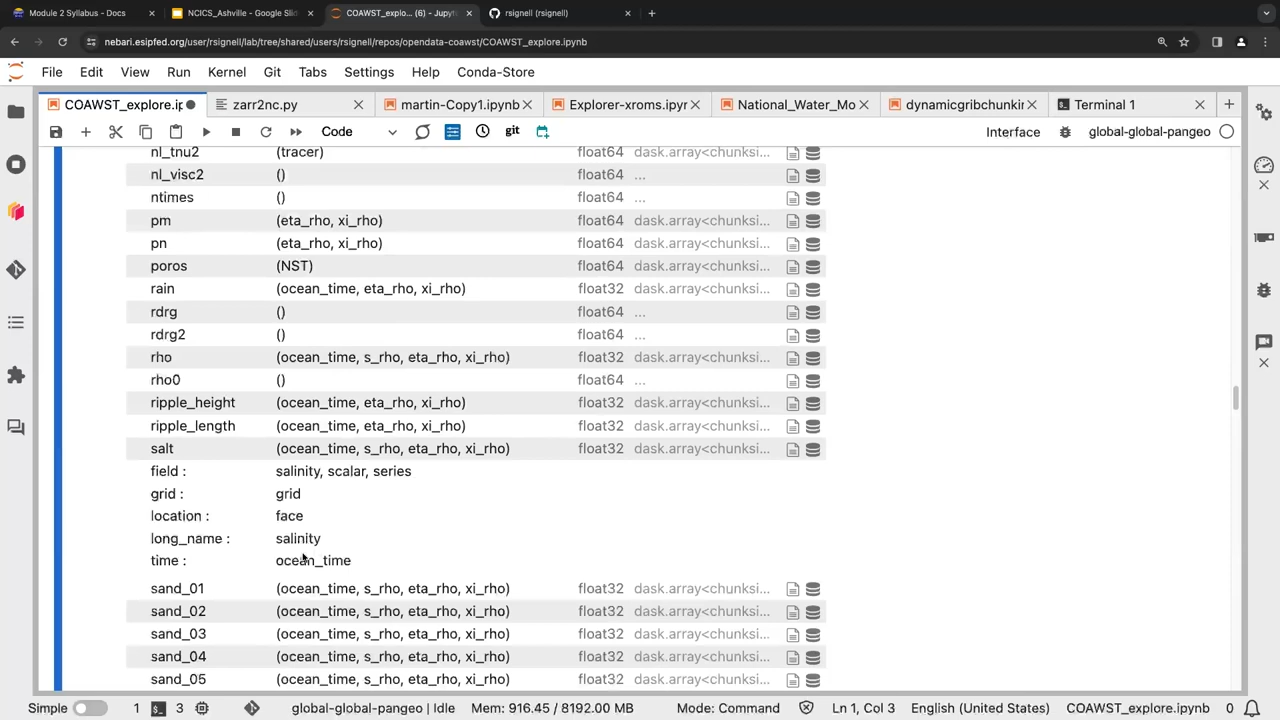 Module 2 Syllabus - Docs
NCICS_Ashville - Google Slid
COAWST_explo... (6) - Jupyte
rsignell (rsignell)
nebari.esipfed.org/user/rsignell/lab/tree/shared/users/rsignell/repos/opendata-coawst/COAWST_explore.ipynb
File Edit View Run Kernel Git Tabs Settings Help Conda-Store
COAWST_explore.ip
zarr2nc.py
martin-Copy1.ipynb
Explorer-xroms.ipyr
National_Water_Mo
dynamicgribchunkin
Terminal 1
Code
git
Interface
global-global-pangeo
nl_tnu2 (tracer) float64 dask.array<chunksi...
nl_visc2 () float64 ...
ntimes () float64 ...
pm (eta_rho, xi_rho) float64 dask.array<chunksi...
pn (eta_rho, xi_rho) float64 dask.array<chunksi...
poros (NST) float64 dask.array<chunksi...
rain (ocean_time, eta_rho, xi_rho) float32 dask.array<chunksi...
rdrg () float64 ...
rdrg2 () float64 ...
rho (ocean_time, s_rho, eta_rho, xi_rho) float32 dask.array<chunksi...
rho0 () float64 ...
ripple_height (ocean_time, eta_rho, xi_rho) float32 dask.array<chunksi...
ripple_length (ocean_time, eta_rho, xi_rho) float32 dask.array<chunksi...
salt (ocean_time, s_rho, eta_rho, xi_rho) float32 dask.array<chunksi...
field : salinity, scalar, series
grid : grid
location : face
long_name : salinity
time : ocean_time
sand_01 (ocean_time, s_rho, eta_rho, xi_rho) float32 dask.array<chunksi...
sand_02 (ocean_time, s_rho, eta_rho, xi_rho) float32 dask.array<chunksi...
sand_03 (ocean_time, s_rho, eta_rho, xi_rho) float32 dask.array<chunksi...
sand_04 (ocean_time, s_rho, eta_rho, xi_rho) float32 dask.array<chunksi...
sand_05 (ocean_time, s_rho, eta_rho, xi_rho) float32 dask.array<chunksi...
Simple 1 3 global-global-pangeo | Idle Mem: 916.45 / 8192.00 MB Mode: Command Ln 1, Col 3 English (United States) COAWST_explore.ipynb 0